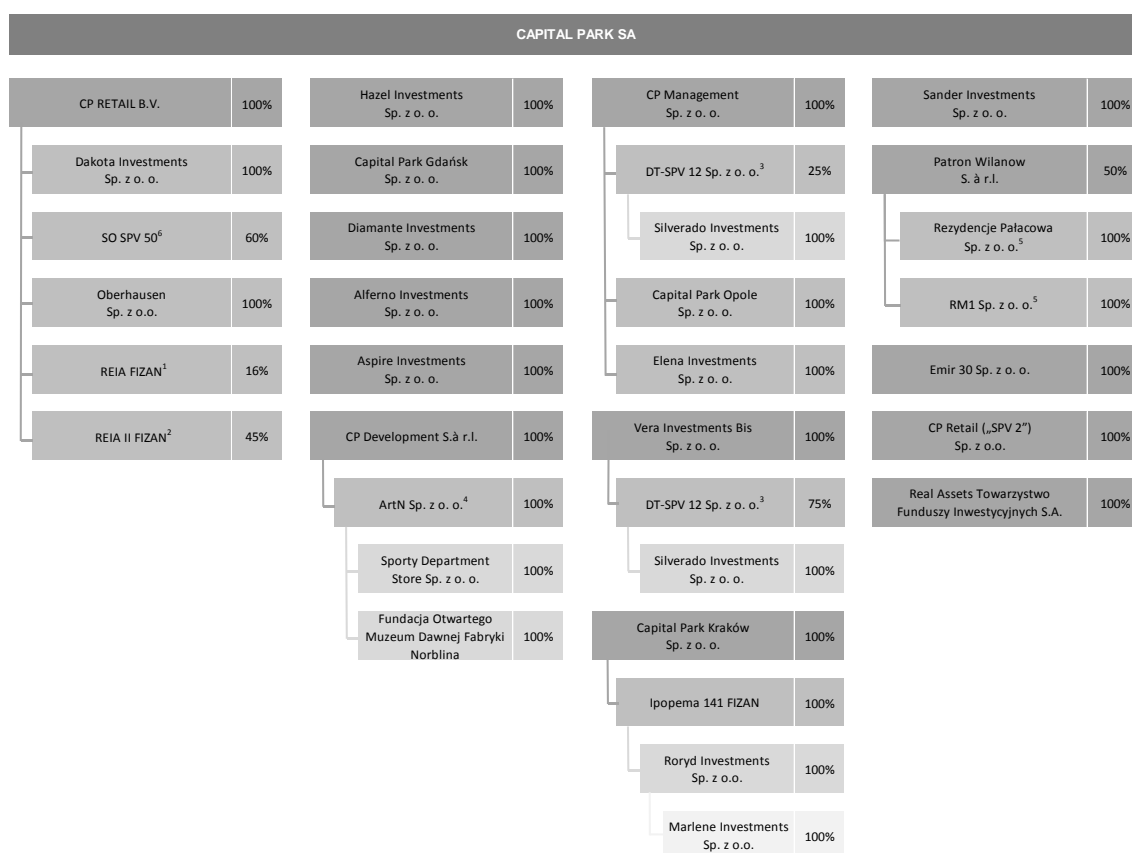 CAPITAL PARK SA
CP RETAIL B.V.
100%
Dakota Investments
Sp. z o. o.
100%
SO SPV 50⁶
60%
Oberhausen
Sp. z o.o.
100%
REIA FIZAN¹
16%
REIA II FIZAN²
45%
Hazel Investments
Sp. z o. o.
100%
Capital Park Gdańsk
Sp. z o. o.
100%
Diamante Investments
Sp. z o. o.
100%
Alferno Investments
Sp. z o. o.
100%
Aspire Investments
Sp. z o. o.
100%
CP Development S.à r.l.
100%
ArtN Sp. z o. o.⁴
100%
Sporty Department
Store Sp. z o. o.
100%
Fundacja Otwartego
Muzeum Dawnej Fabryki
Norblina
100%
CP Management
Sp. z o. o.
100%
DT-SPV 12 Sp. z o. o.³
25%
Silverado Investments
Sp. z o. o.
100%
Capital Park Opole
Sp. z o. o.
100%
Elena Investments
Sp. z o. o.
100%
Vera Investments Bis
Sp. z o. o.
100%
DT-SPV 12 Sp. z o. o.³
75%
Silverado Investments
Sp. z o. o.
100%
Capital Park Kraków
Sp. z o. o.
100%
Ipopema 141 FIZAN
100%
Roryd Investments
Sp. z o.o.
100%
Marlene Investments
Sp. z o.o.
100%
Sander Investments
Sp. z o. o.
100%
Patron Wilanow
S. à r.l.
50%
Rezydencje Pałacowa
Sp. z o. o.⁵
100%
RM1 Sp. z o. o.⁵
100%
Emir 30 Sp. z o. o.
100%
CP Retail („SPV 2”)
Sp. z o.o.
100%
Real Assets Towarzystwo
Funduszy Inwestycyjnych S.A.
100%